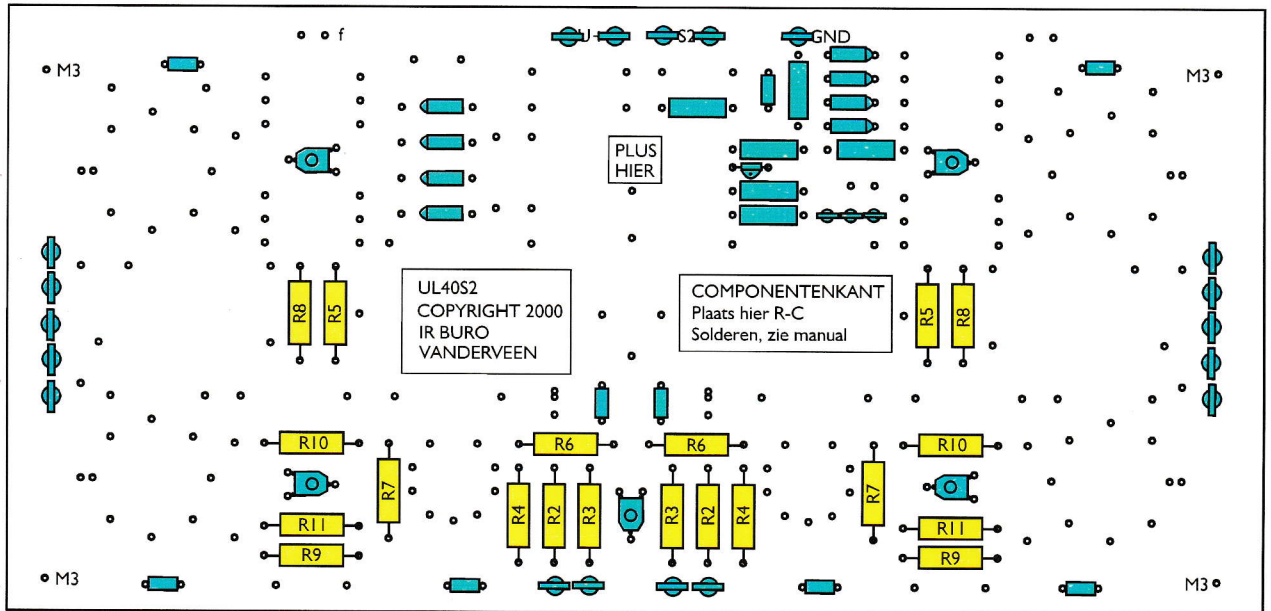 f
U-
S2
GND
M3
M3
PLUS
HIER
UL40S2
COPYRIGHT 2000
IR BURO
VANDERVEEN
COMPONENTENKANT
Plaats hier R-C
Solderen, zie manual
R8
R5
R5
R8
R10
R6
R6
R10
R7
R4
R2
R3
R3
R2
R4
R7
R11
R11
R9
R9
M3
M3